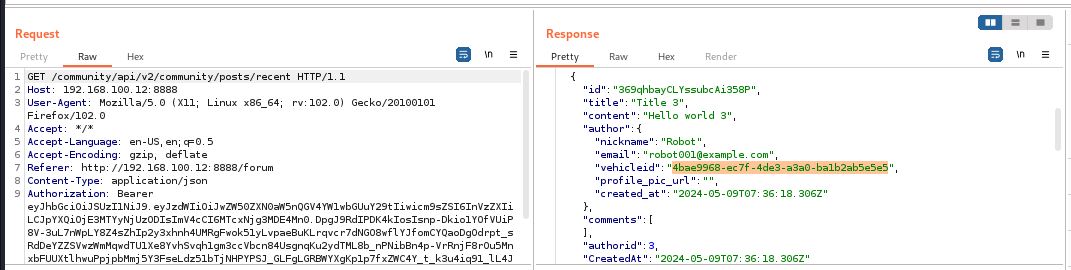 Request
Pretty Raw Hex
\n
1 GET /community/api/v2/community/posts/recent HTTP/1.1
2 Host: 192.168.100.12:8888
3 User-Agent: Mozilla/5.0 (X11; Linux x86_64; rv:102.0) Gecko/20100101
Firefox/102.0
4 Accept: */*
5 Accept-Language: en-US,en;q=0.5
6 Accept-Encoding: gzip, deflate
7 Referer: http://192.168.100.12:8888/forum
8 Content-Type: application/json
9 Authorization: Bearer
Response
Pretty Raw Hex Render
\n
{
"id":"369qhbayCLYssubcAi358P",
"title":"Title 3",
"content":"Hello world 3",
"author":{
"nickname":"Robot",
"email":"robot001@example.com",
"vehicleid":"4bae9968-ec7f-4de3-a3a0-ba1b2ab5e5e5",
"profile_pic_url":"",
"created_at":"2024-05-09T07:36:18.306Z"
},
"comments":[
],
"authorid":3,
"CreatedAt":"2024-05-09T07:36:18.306Z"